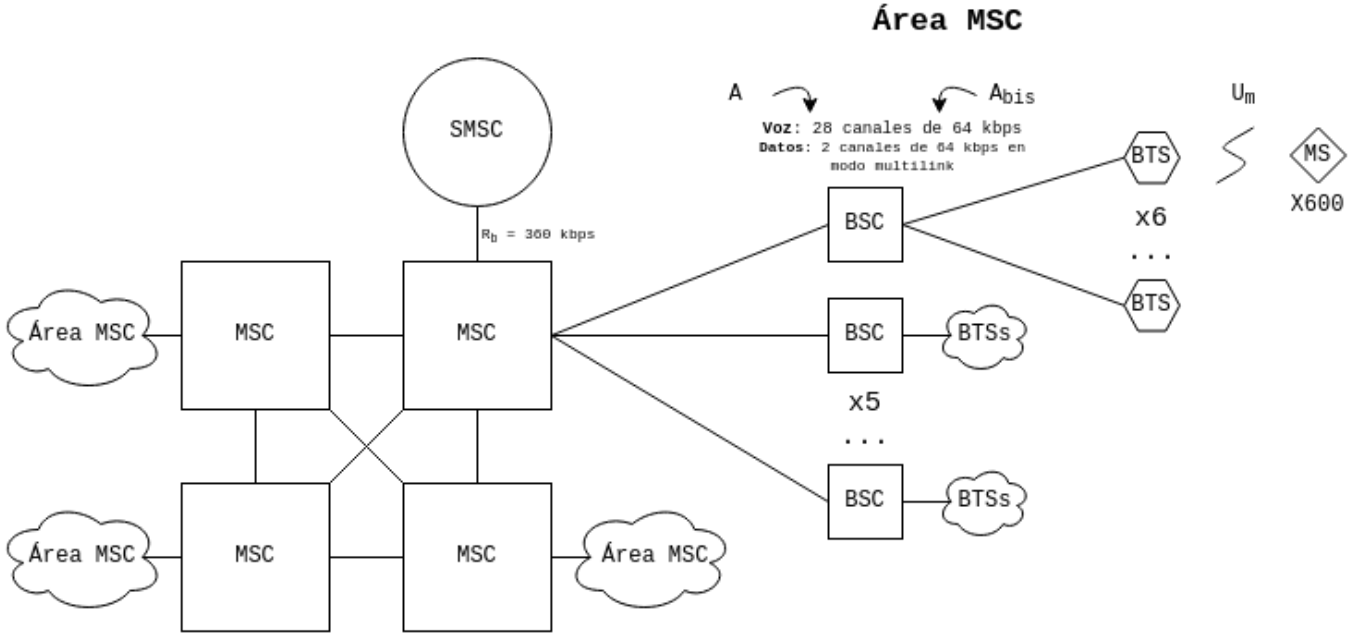 Área MSC
A
Abis
Um
Voz: 28 canales de 64 kbps
Datos: 2 canales de 64 kbps en
modo multilink
SMSC
BTS
MS
X600
x6
...
BTS
BSC
Rb = 360 kbps
Área MSC
MSC
MSC
BSC
BTSs
x5
...
BSC
BTSs
Área MSC
MSC
MSC
Área MSC